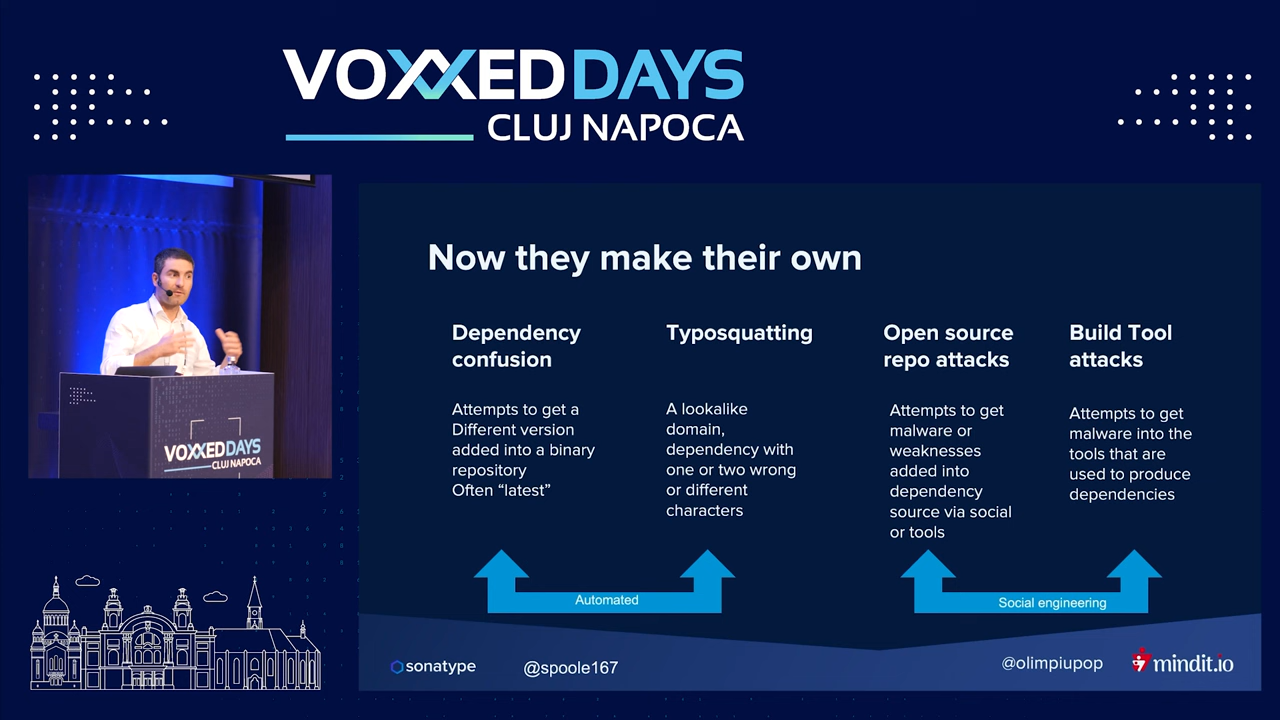 VOXXED DAYS
CLUJ NAPOCA
VOXXED DAYS
CLUJ NAPOCA
Now they make their own
Dependency
confusion
Attempts to get a
Different version
added into a binary
repository
Often “latest”
Typosquatting
A lookalike
domain,
dependency with
one or two wrong
or different
characters
Open source
repo attacks
Attempts to get
malware or
weaknesses
added into
dependency
source via social
or tools
Build Tool
attacks
Attempts to get
malware into the
tools that are
used to produce
dependencies
Automated
Social engineering
sonatype
@spoole167
@olimpiupop
mindit.io